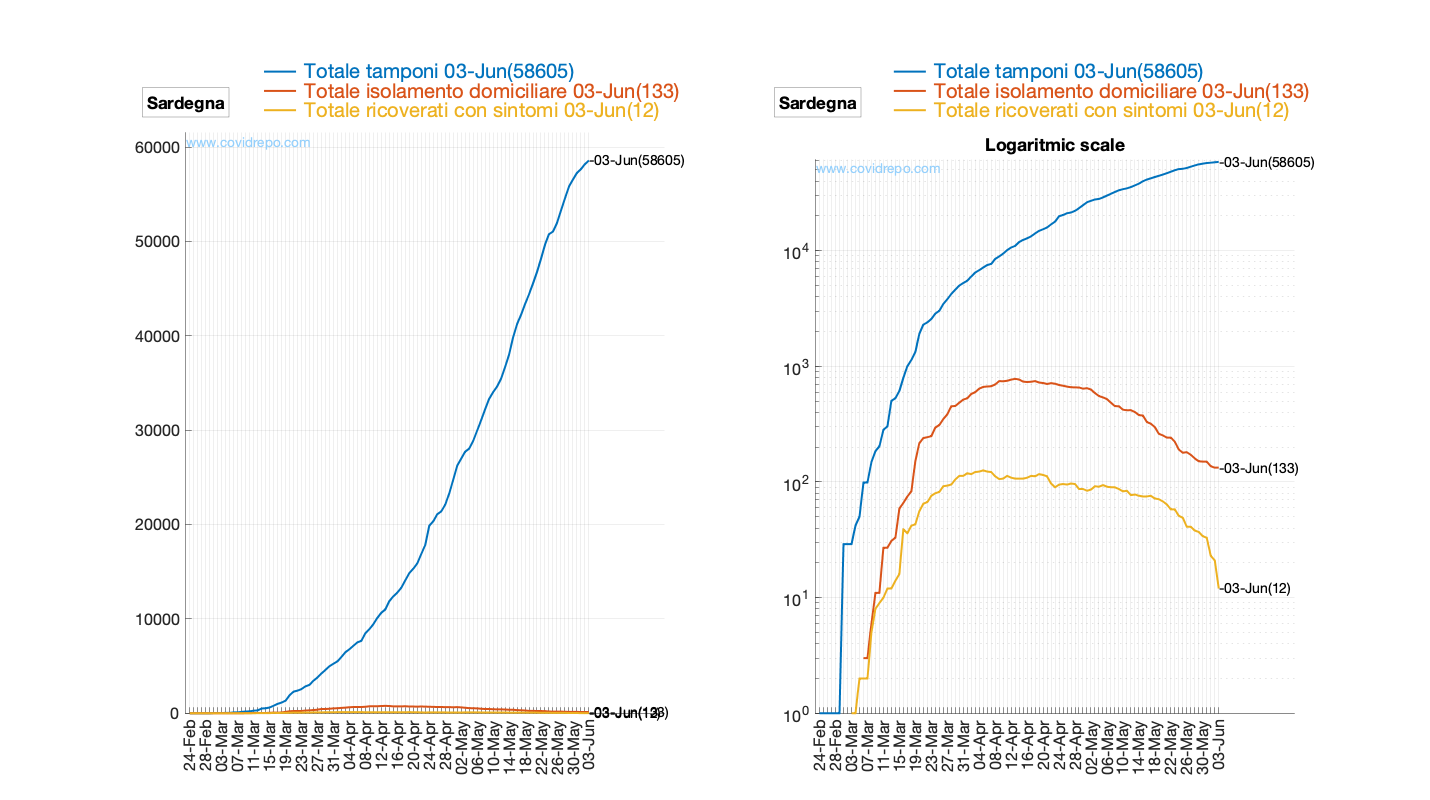 Totale tamponi 03-Jun(58605)
Totale isolamento domiciliare 03-Jun(133)
Totale ricoverati con sintomi 03-Jun(12)
Sardegna
www.covidrepo.com
60000
50000
40000
30000
20000
10000
0
-03-Jun(58605)
-03-Jun(12)
24-Feb
28-Feb
03-Mar
07-Mar
11-Mar
15-Mar
19-Mar
23-Mar
27-Mar
31-Mar
04-Apr
08-Apr
12-Apr
16-Apr
20-Apr
24-Apr
28-Apr
02-May
06-May
10-May
14-May
18-May
22-May
26-May
30-May
03-Jun
Totale tamponi 03-Jun(58605)
Totale isolamento domiciliare 03-Jun(133)
Totale ricoverati con sintomi 03-Jun(12)
Sardegna
Logaritmic scale
www.covidrepo.com
10^4
10^3
10^2
10^1
10^0
-03-Jun(58605)
-03-Jun(133)
-03-Jun(12)
24-Feb
28-Feb
03-Mar
07-Mar
11-Mar
15-Mar
19-Mar
23-Mar
27-Mar
31-Mar
04-Apr
08-Apr
12-Apr
16-Apr
20-Apr
24-Apr
28-Apr
02-May
06-May
10-May
14-May
18-May
22-May
26-May
30-May
03-Jun